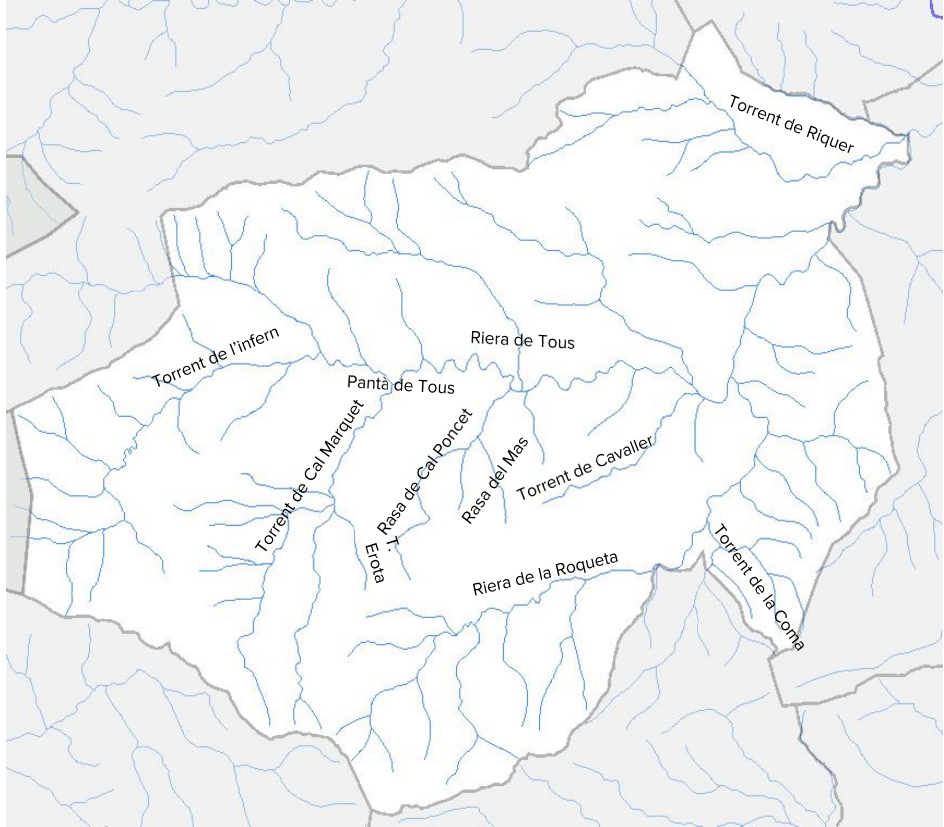 Torrent de Riquer
Riera de Tous
Torrent de l'infern
Pantà de Tous
Torrent de Cal Marquet
Rasa de Cal Poncet
Rasa del Mas
Torrent de Cavaller
T.
Erota
Riera de la Roqueta
Torrent de la Coma